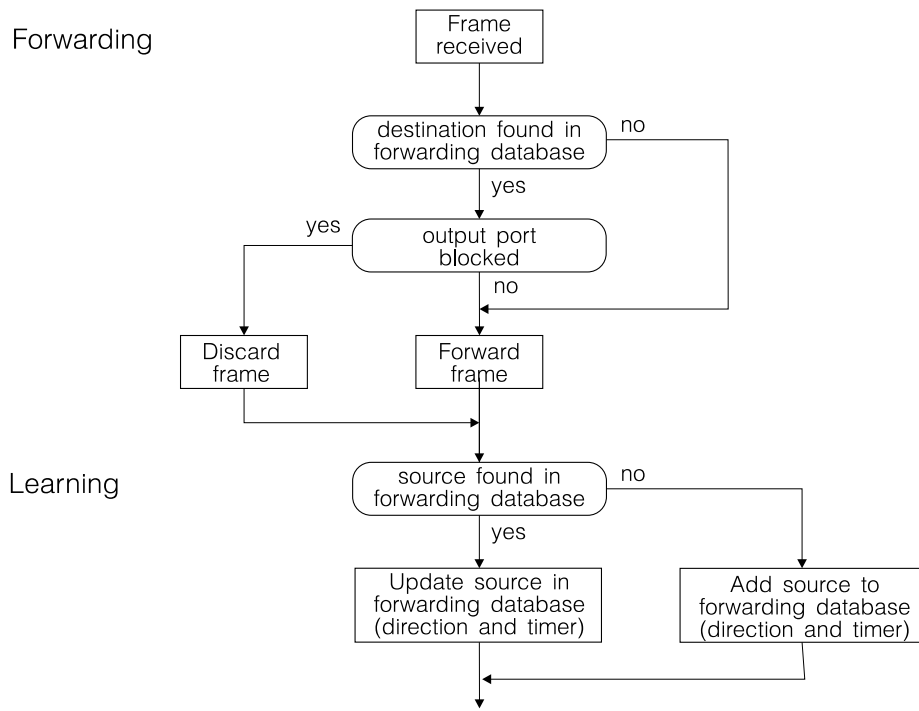 Forwarding
Frame
received
destination found in
forwarding database
no
yes
yes
output port
blocked
no
Discard
frame
Forward
frame
Learning
source found in
forwarding database
no
yes
Update source in
forwarding database
(direction and timer)
Add source to
forwarding database
(direction and timer)